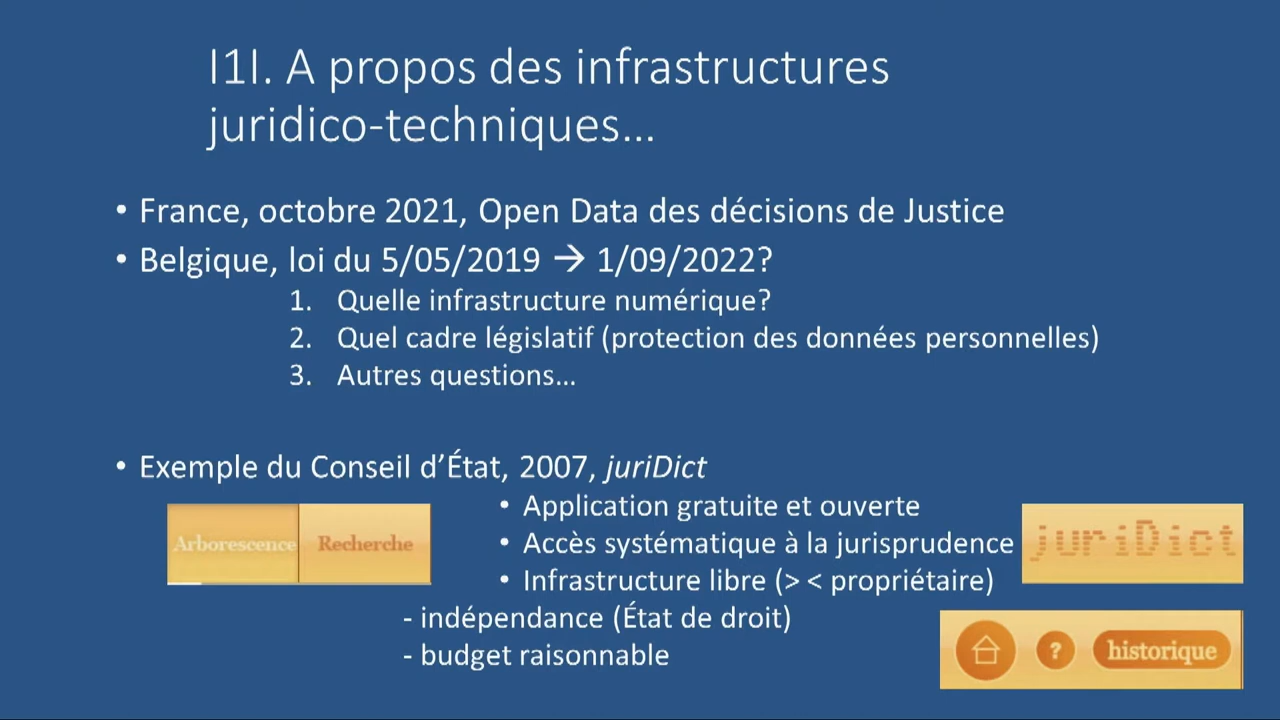 I1I. A propos des infrastructures
juridico-techniques…
• France, octobre 2021, Open Data des décisions de Justice
• Belgique, loi du 5/05/2019 → 1/09/2022?
1. Quelle infrastructure numérique?
2. Quel cadre législatif (protection des données personnelles)
3. Autres questions…
• Exemple du Conseil d’État, 2007, juriDict
• Application gratuite et ouverte
Arborescence Recherche
• Accès systématique à la jurisprudence
juriDict
• Infrastructure libre (> < propriétaire)
- indépendance (État de droit)
- budget raisonnable
? historique